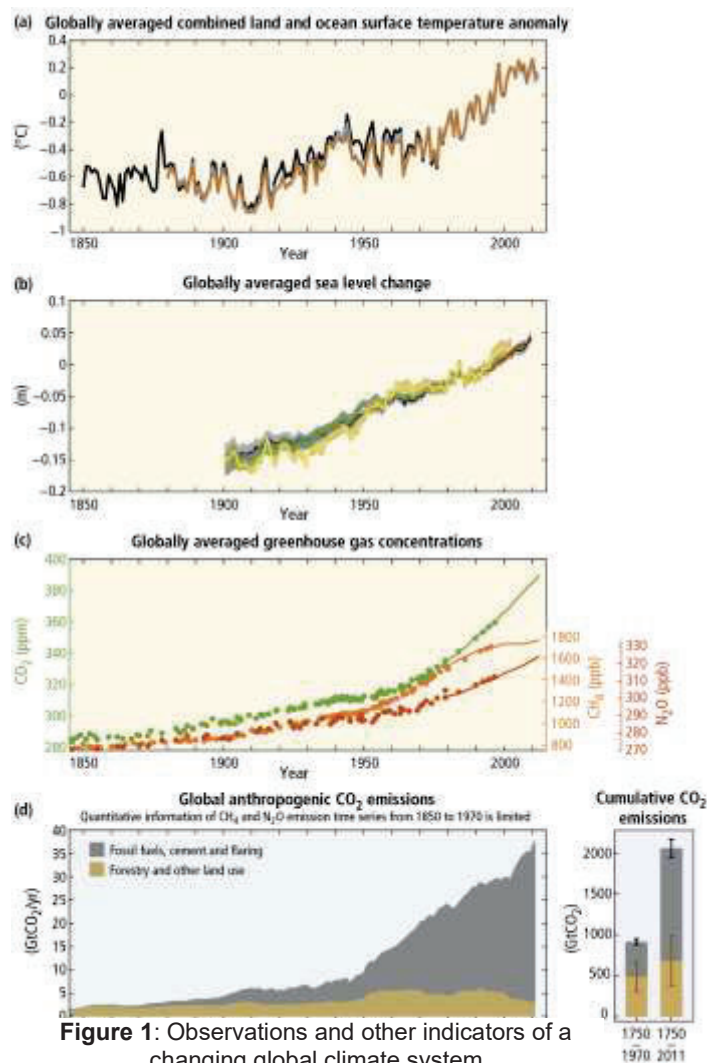 (a) Globally averaged combined land and ocean surface temperature anomaly
0.4
0.2
0
−0.2
−0.4
−0.6
−0.8
−1
(°C)
1850 1900 1950 2000
Year
(b) Globally averaged sea level change
0.1
0.05
0
−0.05
−0.1
−0.15
−0.2
(m)
1850 1900 1950 2000
Year
(c) Globally averaged greenhouse gas concentrations
400
380
360
340
320
300
280
CO2 (ppm)
1800
1600
1400
1200
1000
800
CH4 (ppb)
330
320
310
300
290
280
270
N2O (ppb)
1850 1900 1950 2000
Year
(d) Global anthropogenic CO2 emissions
Quantitative information of CH4 and N2O emission time series from 1850 to 1970 is limited
40
35
30
25
20
15
10
5
0
(GtCO2/yr)
Fossil fuels, cement and flaring
Forestry and other land use
Cumulative CO2
emissions
2000
1500
1000
500
0
(GtCO2)
1750 1750
– –
1970 2011
Figure 1: Observations and other indicators of a
changing global climate system